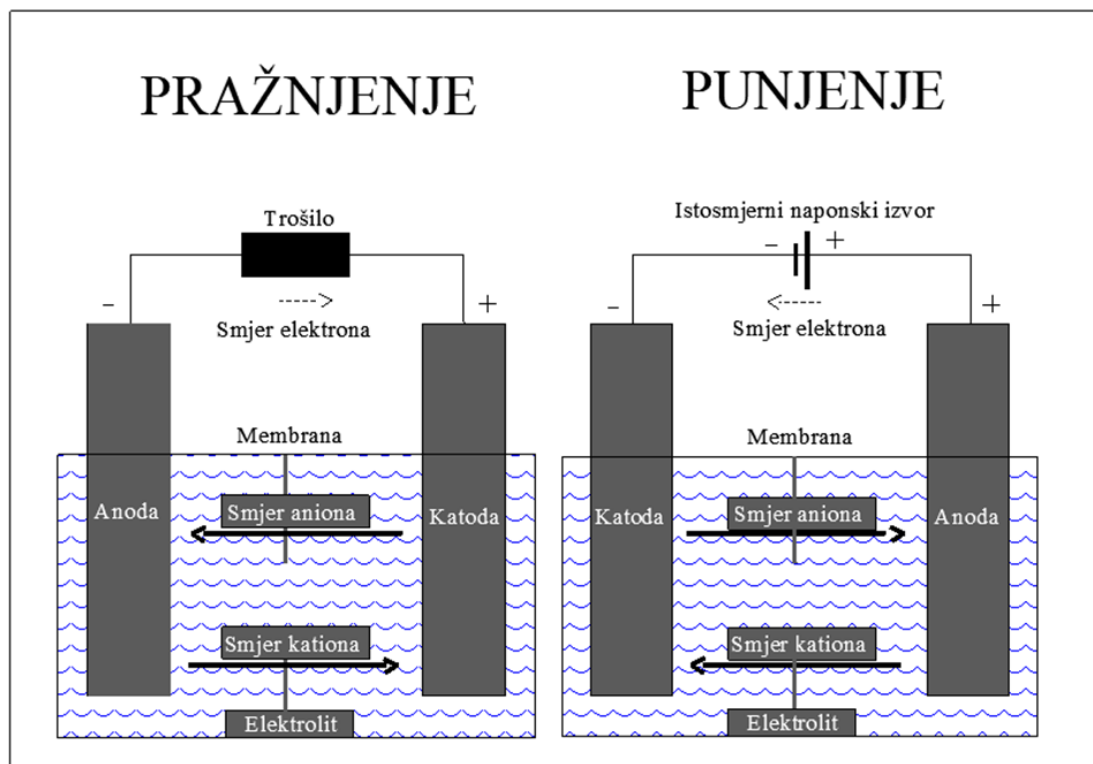 PRAŽNJENJE
Trošilo
-
+
Smjer elektrona
Membrana
Anoda
Smjer aniona
Katoda
Smjer kationa
Elektrolit
PUNJENJE
Istosmjerni naponski izvor
-
+
-
+
Smjer elektrona
Membrana
Katoda
Smjer aniona
Anoda
Smjer kationa
Elektrolit